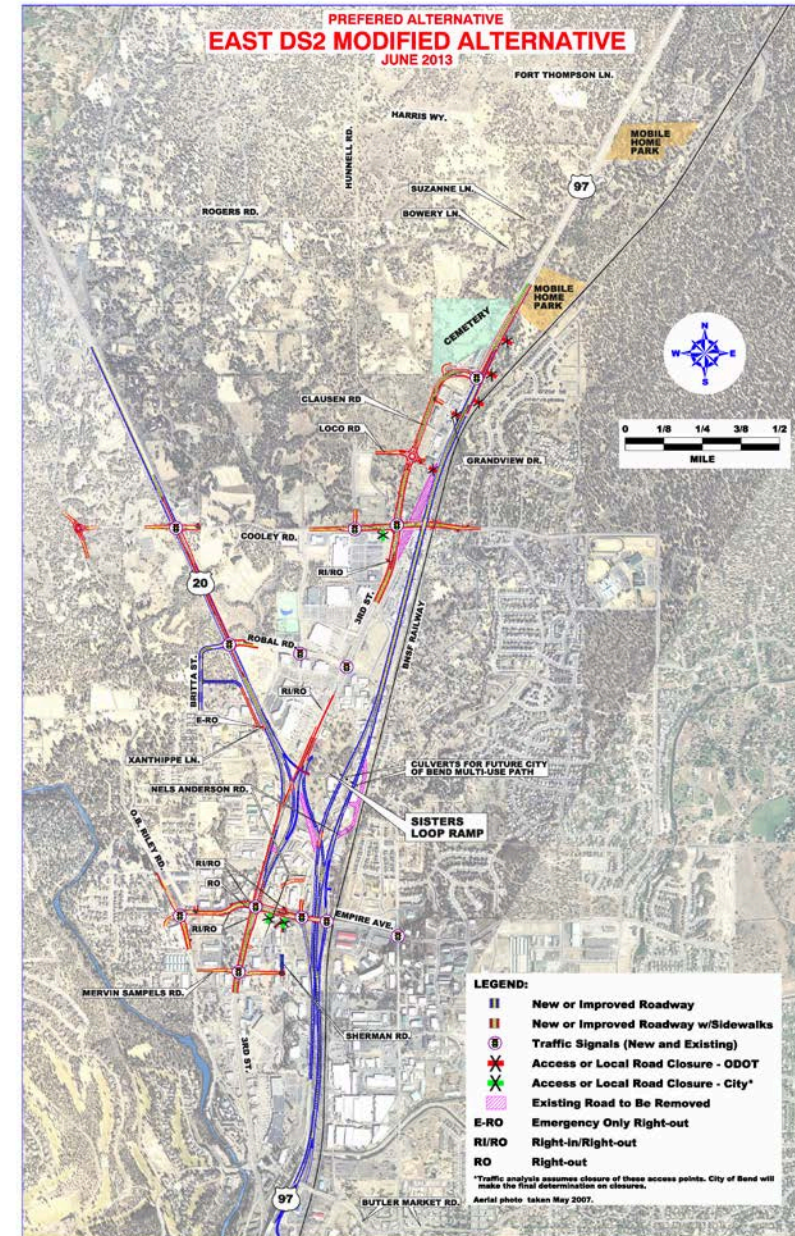 PREFERED ALTERNATIVE
EAST DS2 MODIFIED ALTERNATIVE
JUNE 2013
FORT THOMPSON LN.
HARRIS WY.
HUNNELL RD.
MOBILE
HOME
PARK
SUZANNE LN.
97
ROGERS RD.
BOWERY LN.
MOBILE
HOME
PARK
CEMETERY
N
W E
S
CLAUSEN RD
LOCO RD
0 1/8 1/4 3/8 1/2
MILE
GRANDVIEW DR.
COOLEY RD.
RI/RO
20
3RD ST.
BNSF RAILWAY
ROBAL RD.
BRITTA ST.
RI/RO
E-RO
XANTHIPPE LN.
CULVERTS FOR FUTURE CITY
OF BEND MULTI-USE PATH
NELS ANDERSON RD.
SISTERS
LOOP RAMP
O.B. RILEY RD.
RI/RO
RO
EMPIRE AVE.
RI/RO
MERVIN SAMPELS RD.
SHERMAN RD.
3RD ST.
97
BUTLER MARKET RD.
LEGEND:
New or Improved Roadway
New or Improved Roadway w/Sidewalks
Traffic Signals (New and Existing)
Access or Local Road Closure - ODOT
Access or Local Road Closure - City*
Existing Road to Be Removed
E-RO Emergency Only Right-out
RI/RO Right-in/Right-out
RO Right-out
*Traffic analysis assumes closure of these access points. City of Bend will
make the final determination on closures.
Aerial photo taken May 2007.